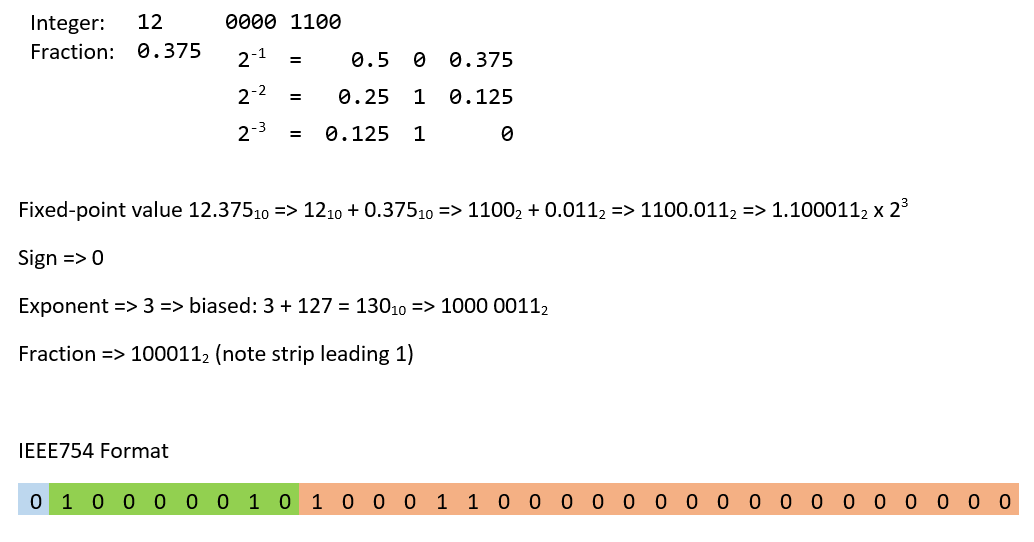 Integer: 12 0000 1100
Fraction: 0.375
2⁻¹ = 0.5 0 0.375
2⁻² = 0.25 1 0.125
2⁻³ = 0.125 1 0
Fixed-point value 12.375₁₀ => 12₁₀ + 0.375₁₀ => 1100₂ + 0.011₂ => 1100.011₂ => 1.100011₂ x 2³
Sign => 0
Exponent => 3 => biased: 3 + 127 = 130₁₀ => 1000 0011₂
Fraction => 100011₂ (note strip leading 1)
IEEE754 Format
0 1 0 0 0 0 0 1 0 1 0 0 0 1 1 0 0 0 0 0 0 0 0 0 0 0 0 0 0 0 0 0